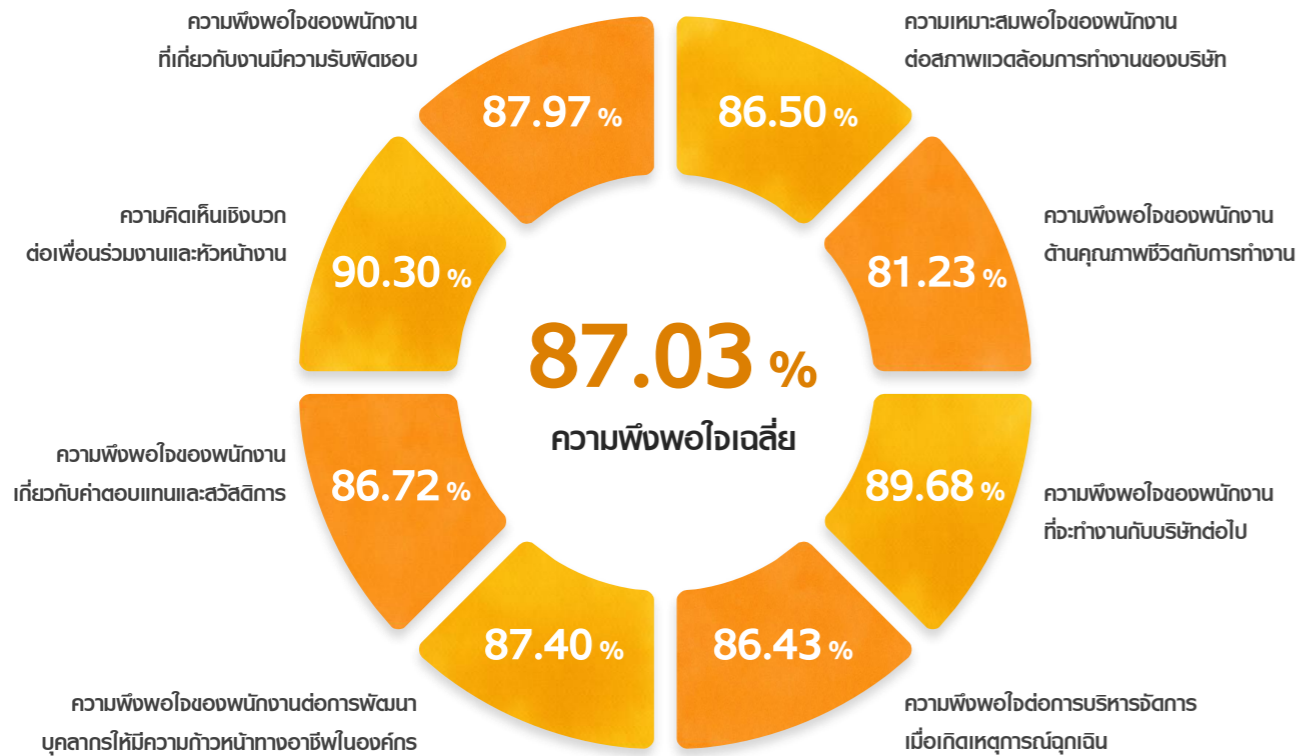 ความพึงพอใจของพนักงาน
ที่เกี่ยวกับงานมีความรับผิดชอบ
87.97 %
ความเหมาะสมพอใจของพนักงาน
ต่อสภาพแวดล้อมการทำงานของบริษัท
86.50 %
ความคิดเห็นเชิงบวก
ต่อเพื่อนร่วมงานและหัวหน้างาน
90.30 %
ความพึงพอใจของพนักงาน
ด้านคุณภาพชีวิตกับการทำงาน
81.23 %
87.03 %
ความพึงพอใจเฉลี่ย
ความพึงพอใจของพนักงาน
เกี่ยวกับค่าตอบแทนและสวัสดิการ
86.72 %
89.68 %
ความพึงพอใจของพนักงาน
ที่จะทำงานกับบริษัทต่อไป
87.40 %
ความพึงพอใจของพนักงานต่อการพัฒนา
บุคลากรให้มีความก้าวหน้าทางอาชีพในองค์กร
86.43 %
ความพึงพอใจต่อการบริหารจัดการ
เมื่อเกิดเหตุการณ์ฉุกเฉิน